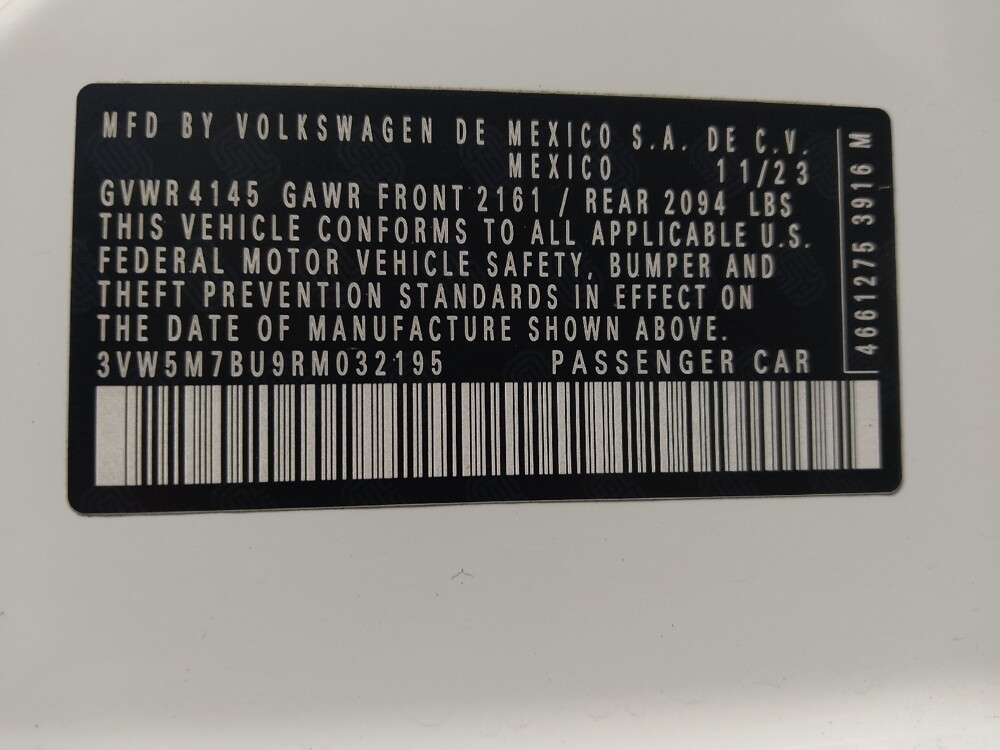 MFD BY VOLKSWAGEN DE MEXICO S.A. DE C.V.
MEXICO 11/23
GVWR 4145 GAWR FRONT 2161 / REAR 2094 LBS
THIS VEHICLE CONFORMS TO ALL APPLICABLE U.S.
FEDERAL MOTOR VEHICLE SAFETY, BUMPER AND
THEFT PREVENTION STANDARDS IN EFFECT ON
THE DATE OF MANUFACTURE SHOWN ABOVE.
3VW5M7BU9RM032195 PASSENGER CAR
4661275 3916 M